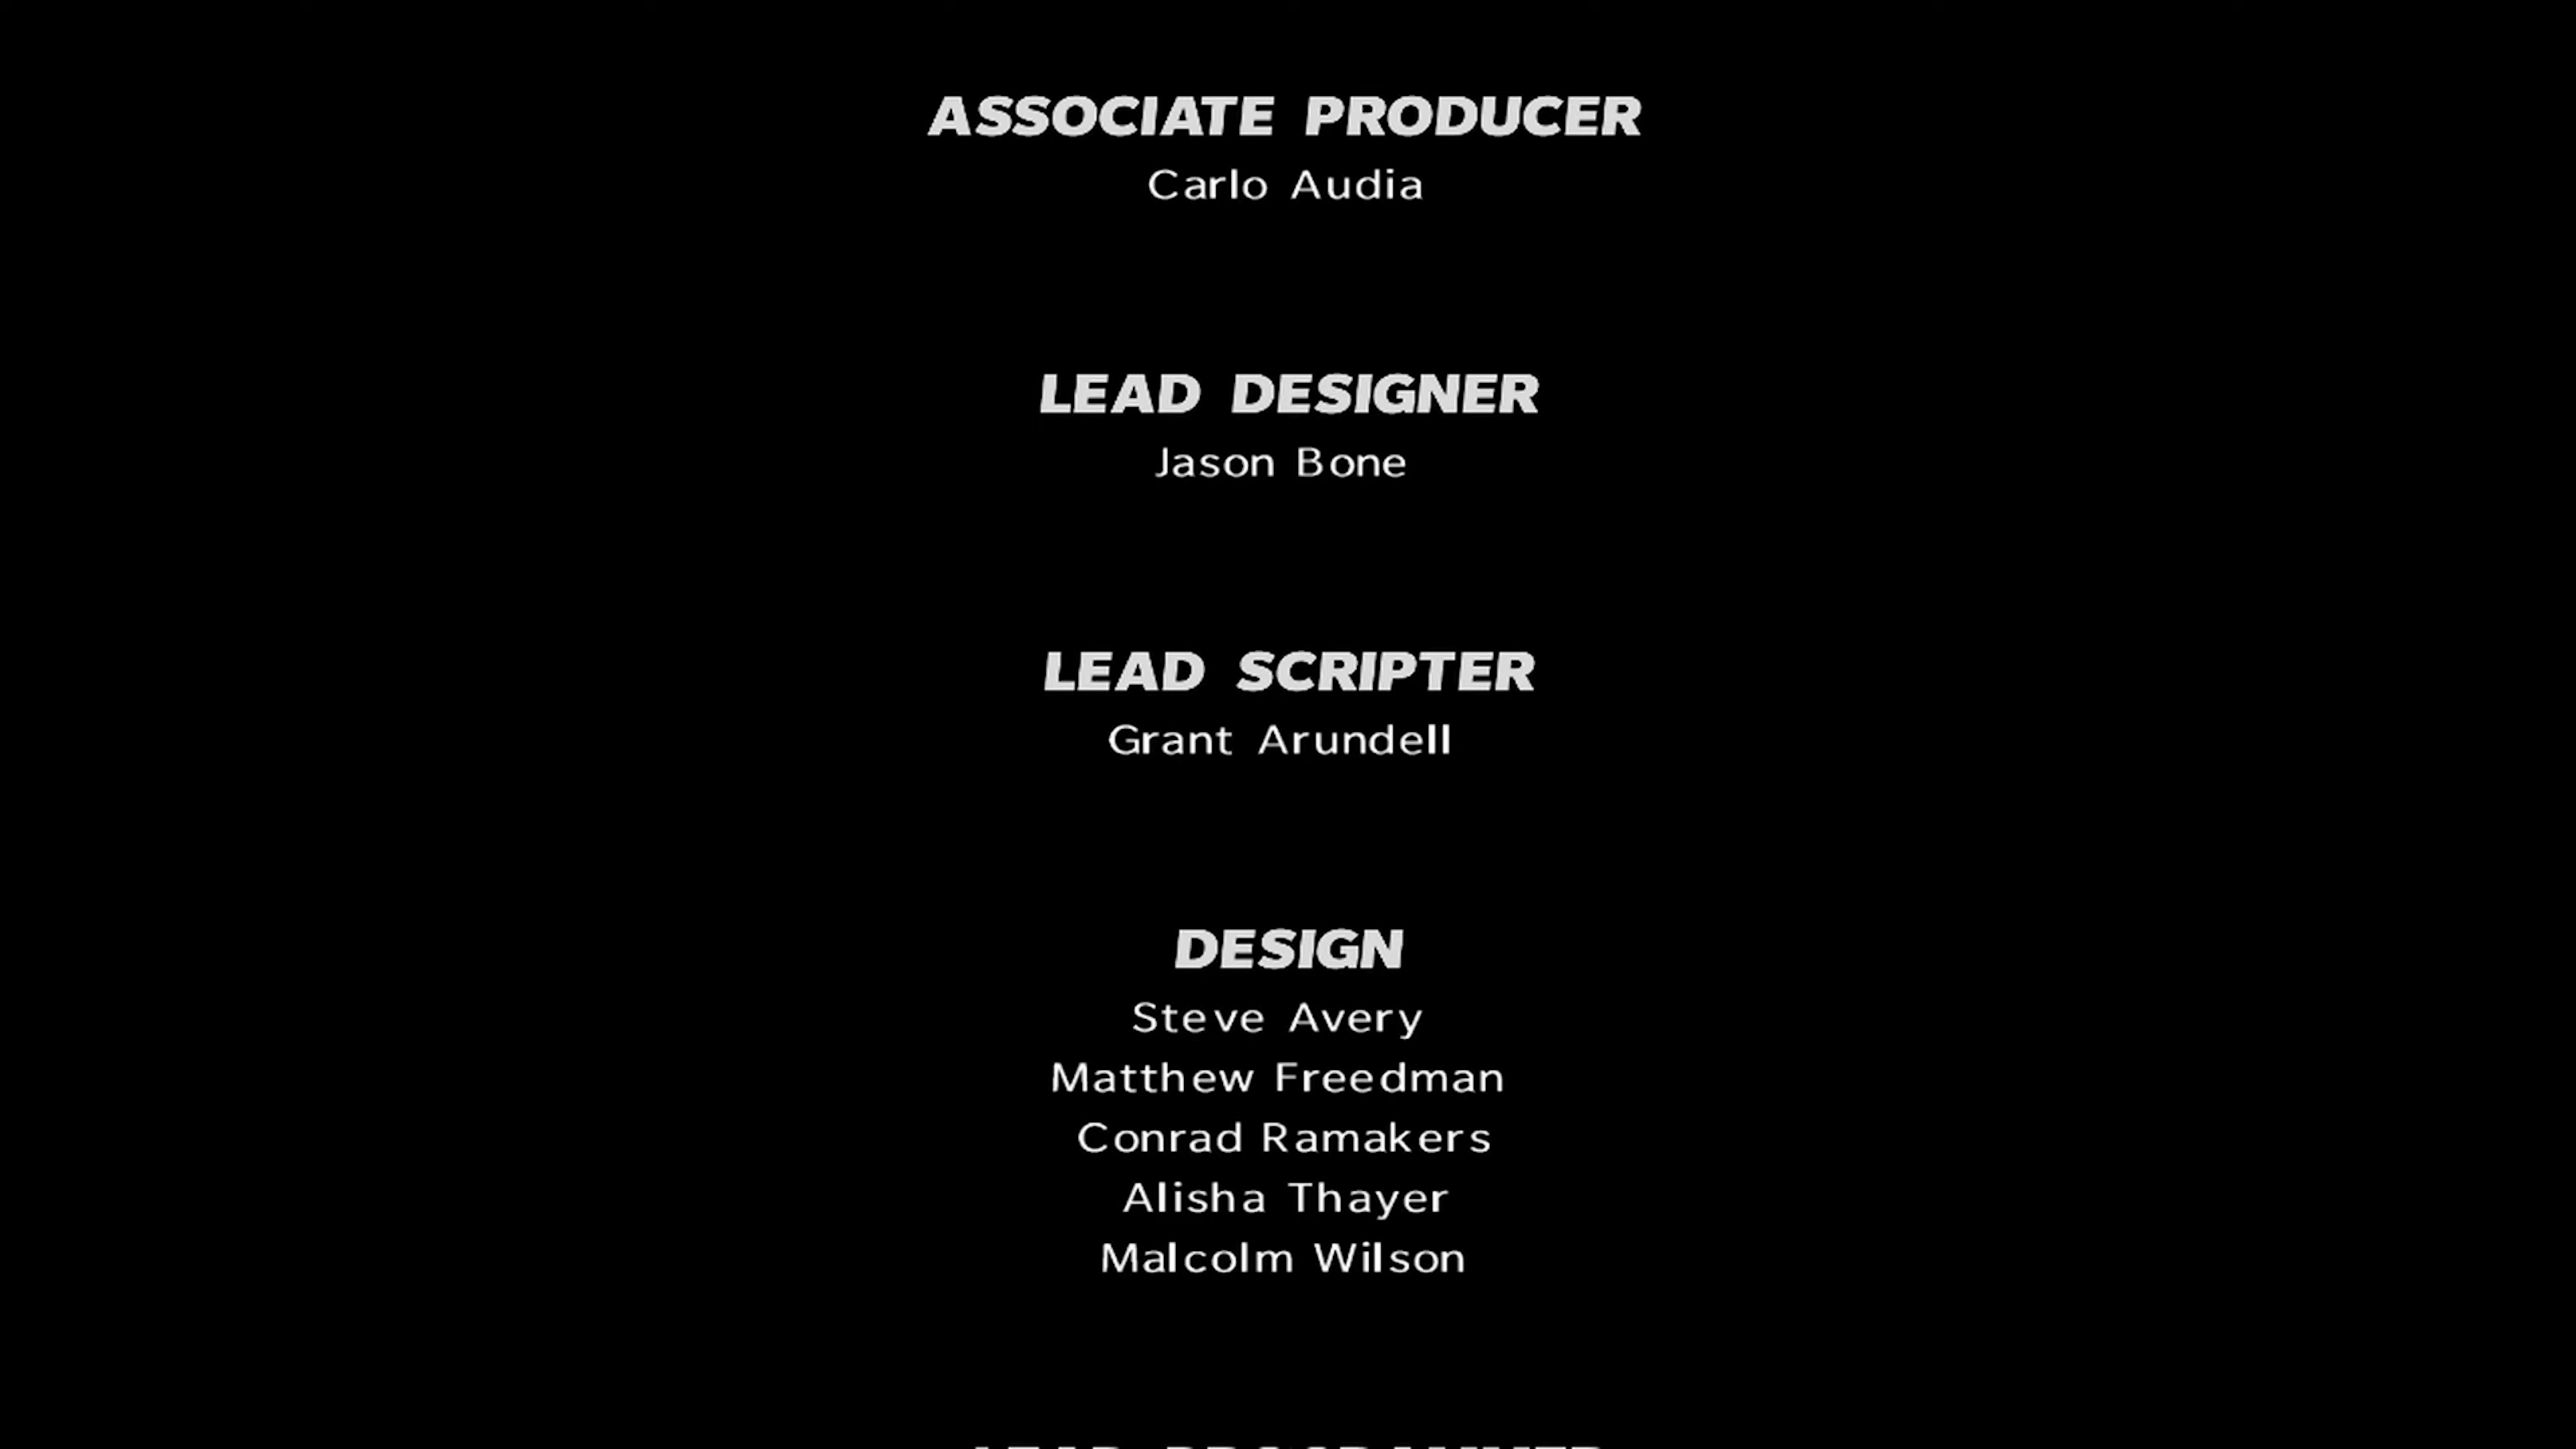 ASSOCIATE PRODUCER
Carlo Audia
LEAD DESIGNER
Jason Bone
LEAD SCRIPTER
Grant Arundell
DESIGN
Steve Avery
Matthew Freedman
Conrad Ramakers
Alisha Thayer
Malcolm Wilson